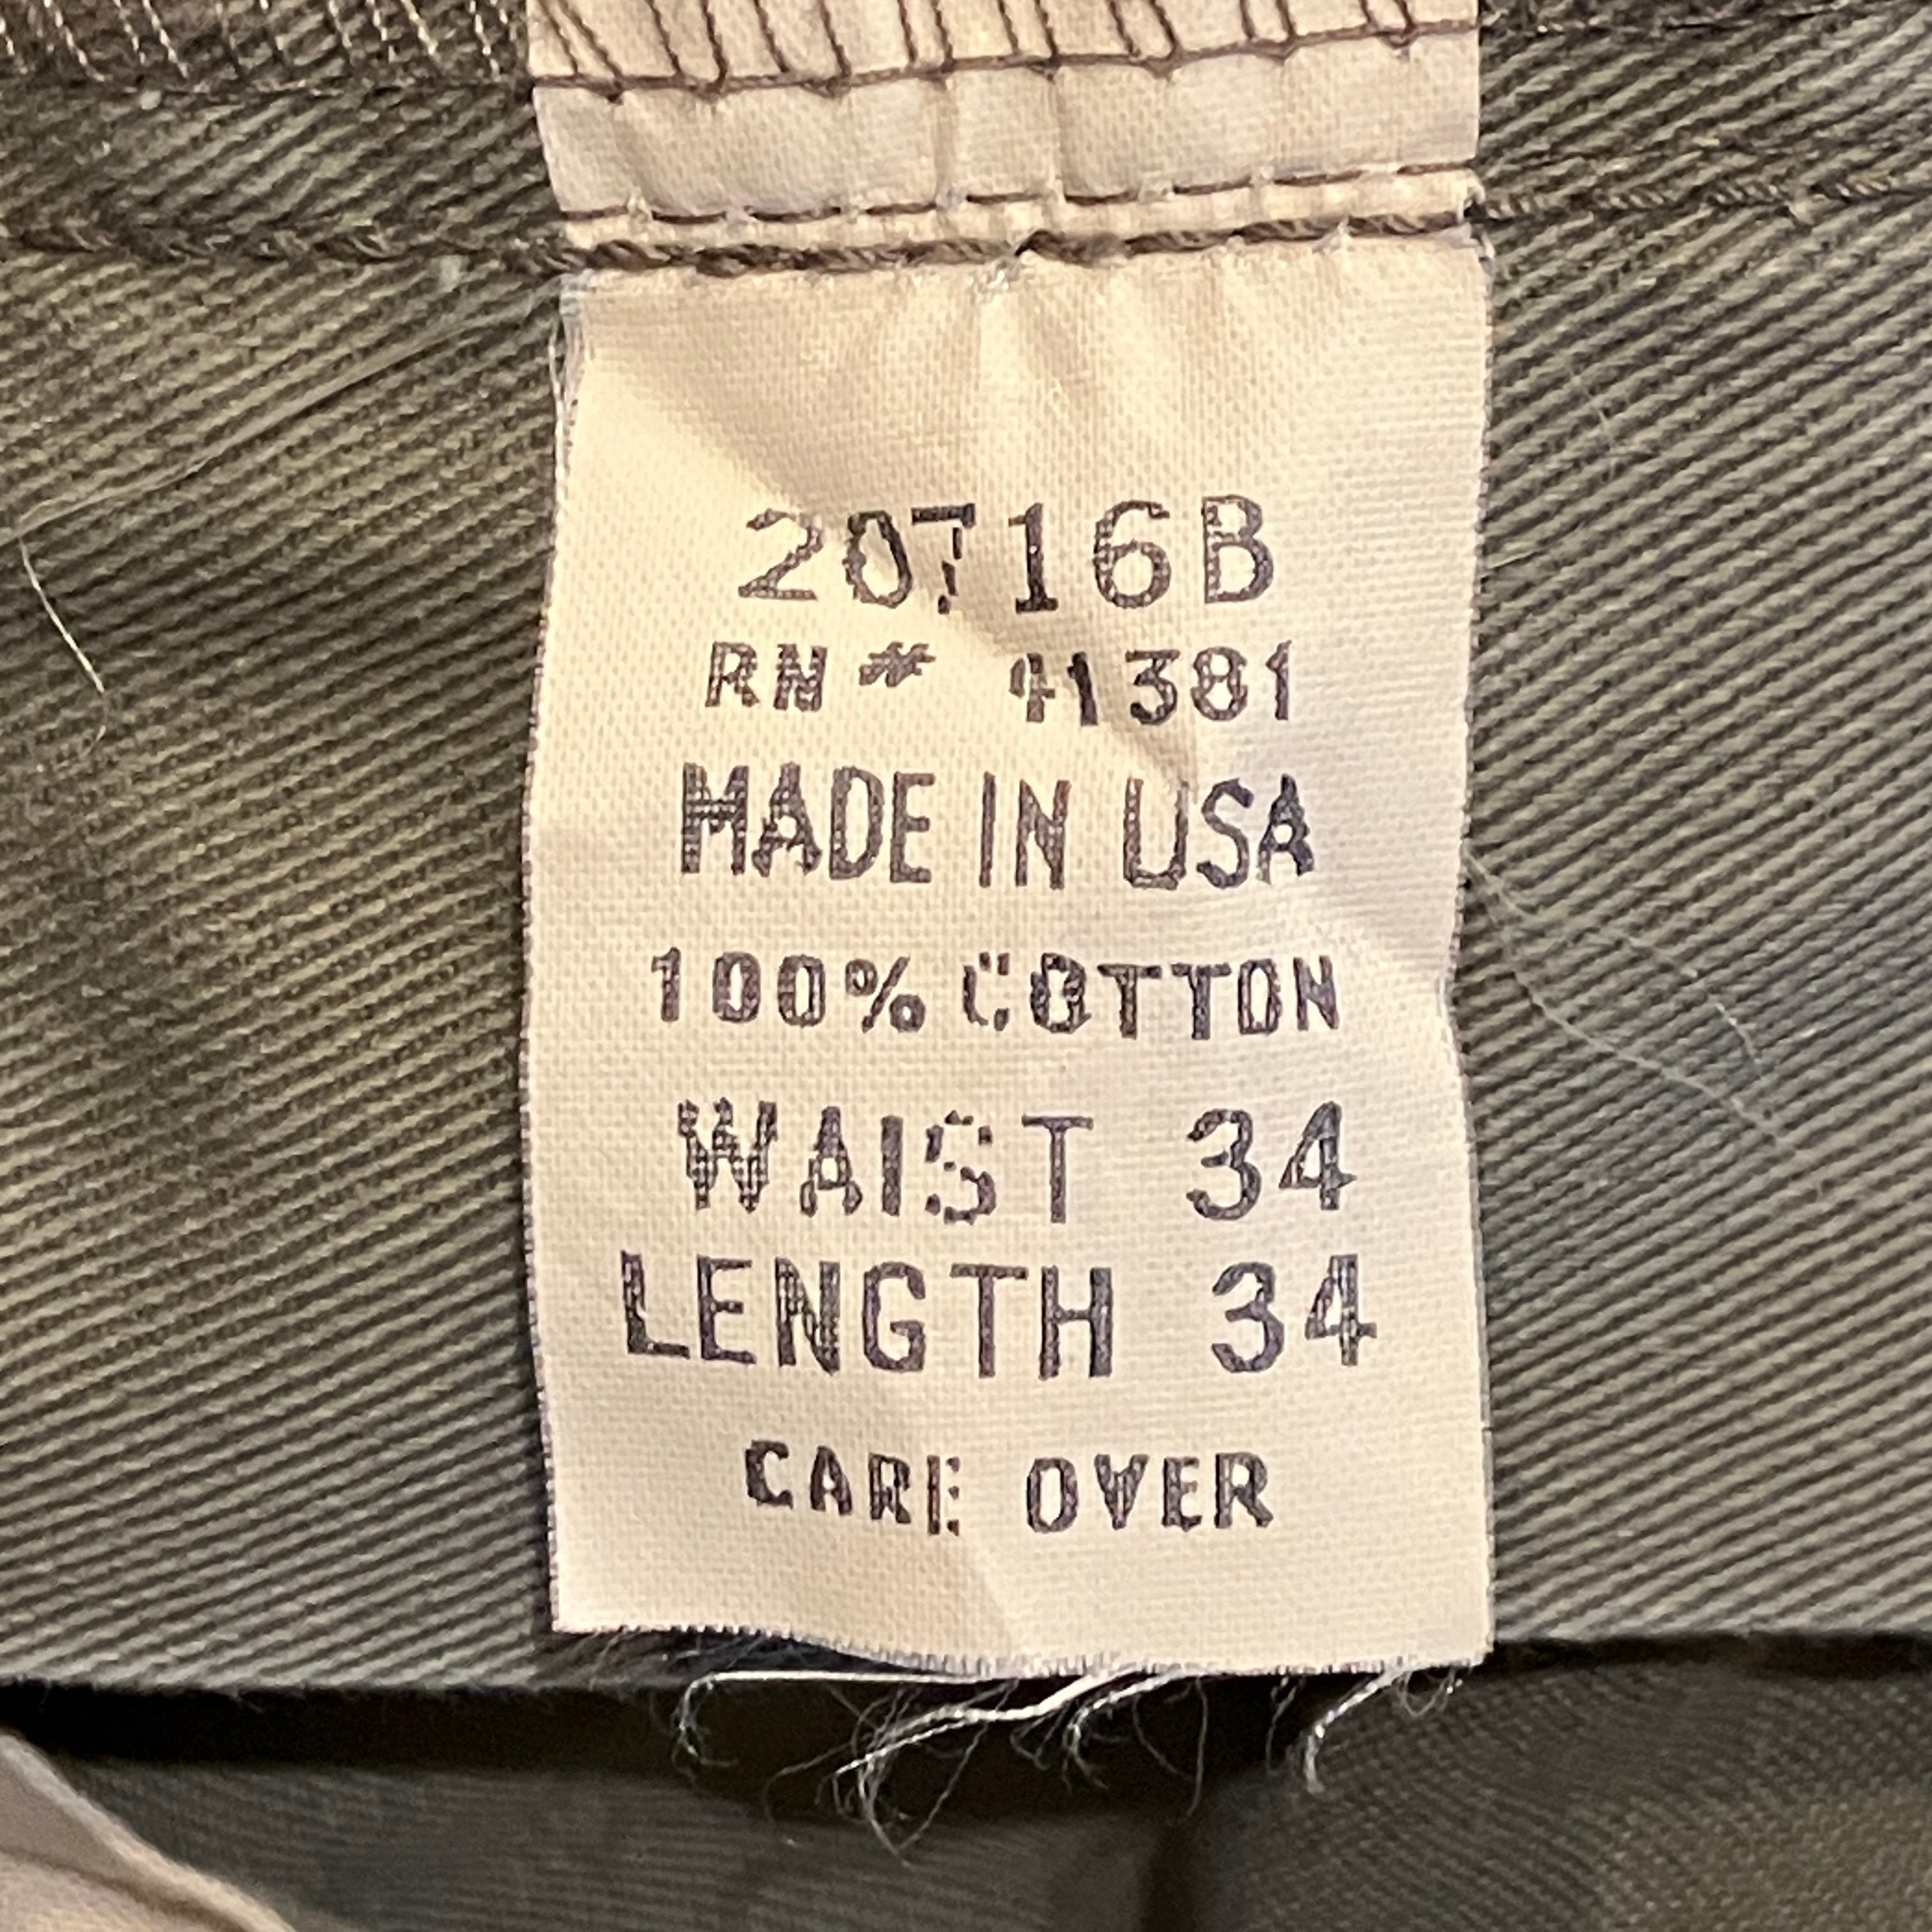 20716B
RN # 41381
MADE IN USA
100% COTTON
WAIST 34
LENGTH 34
CARE OVER